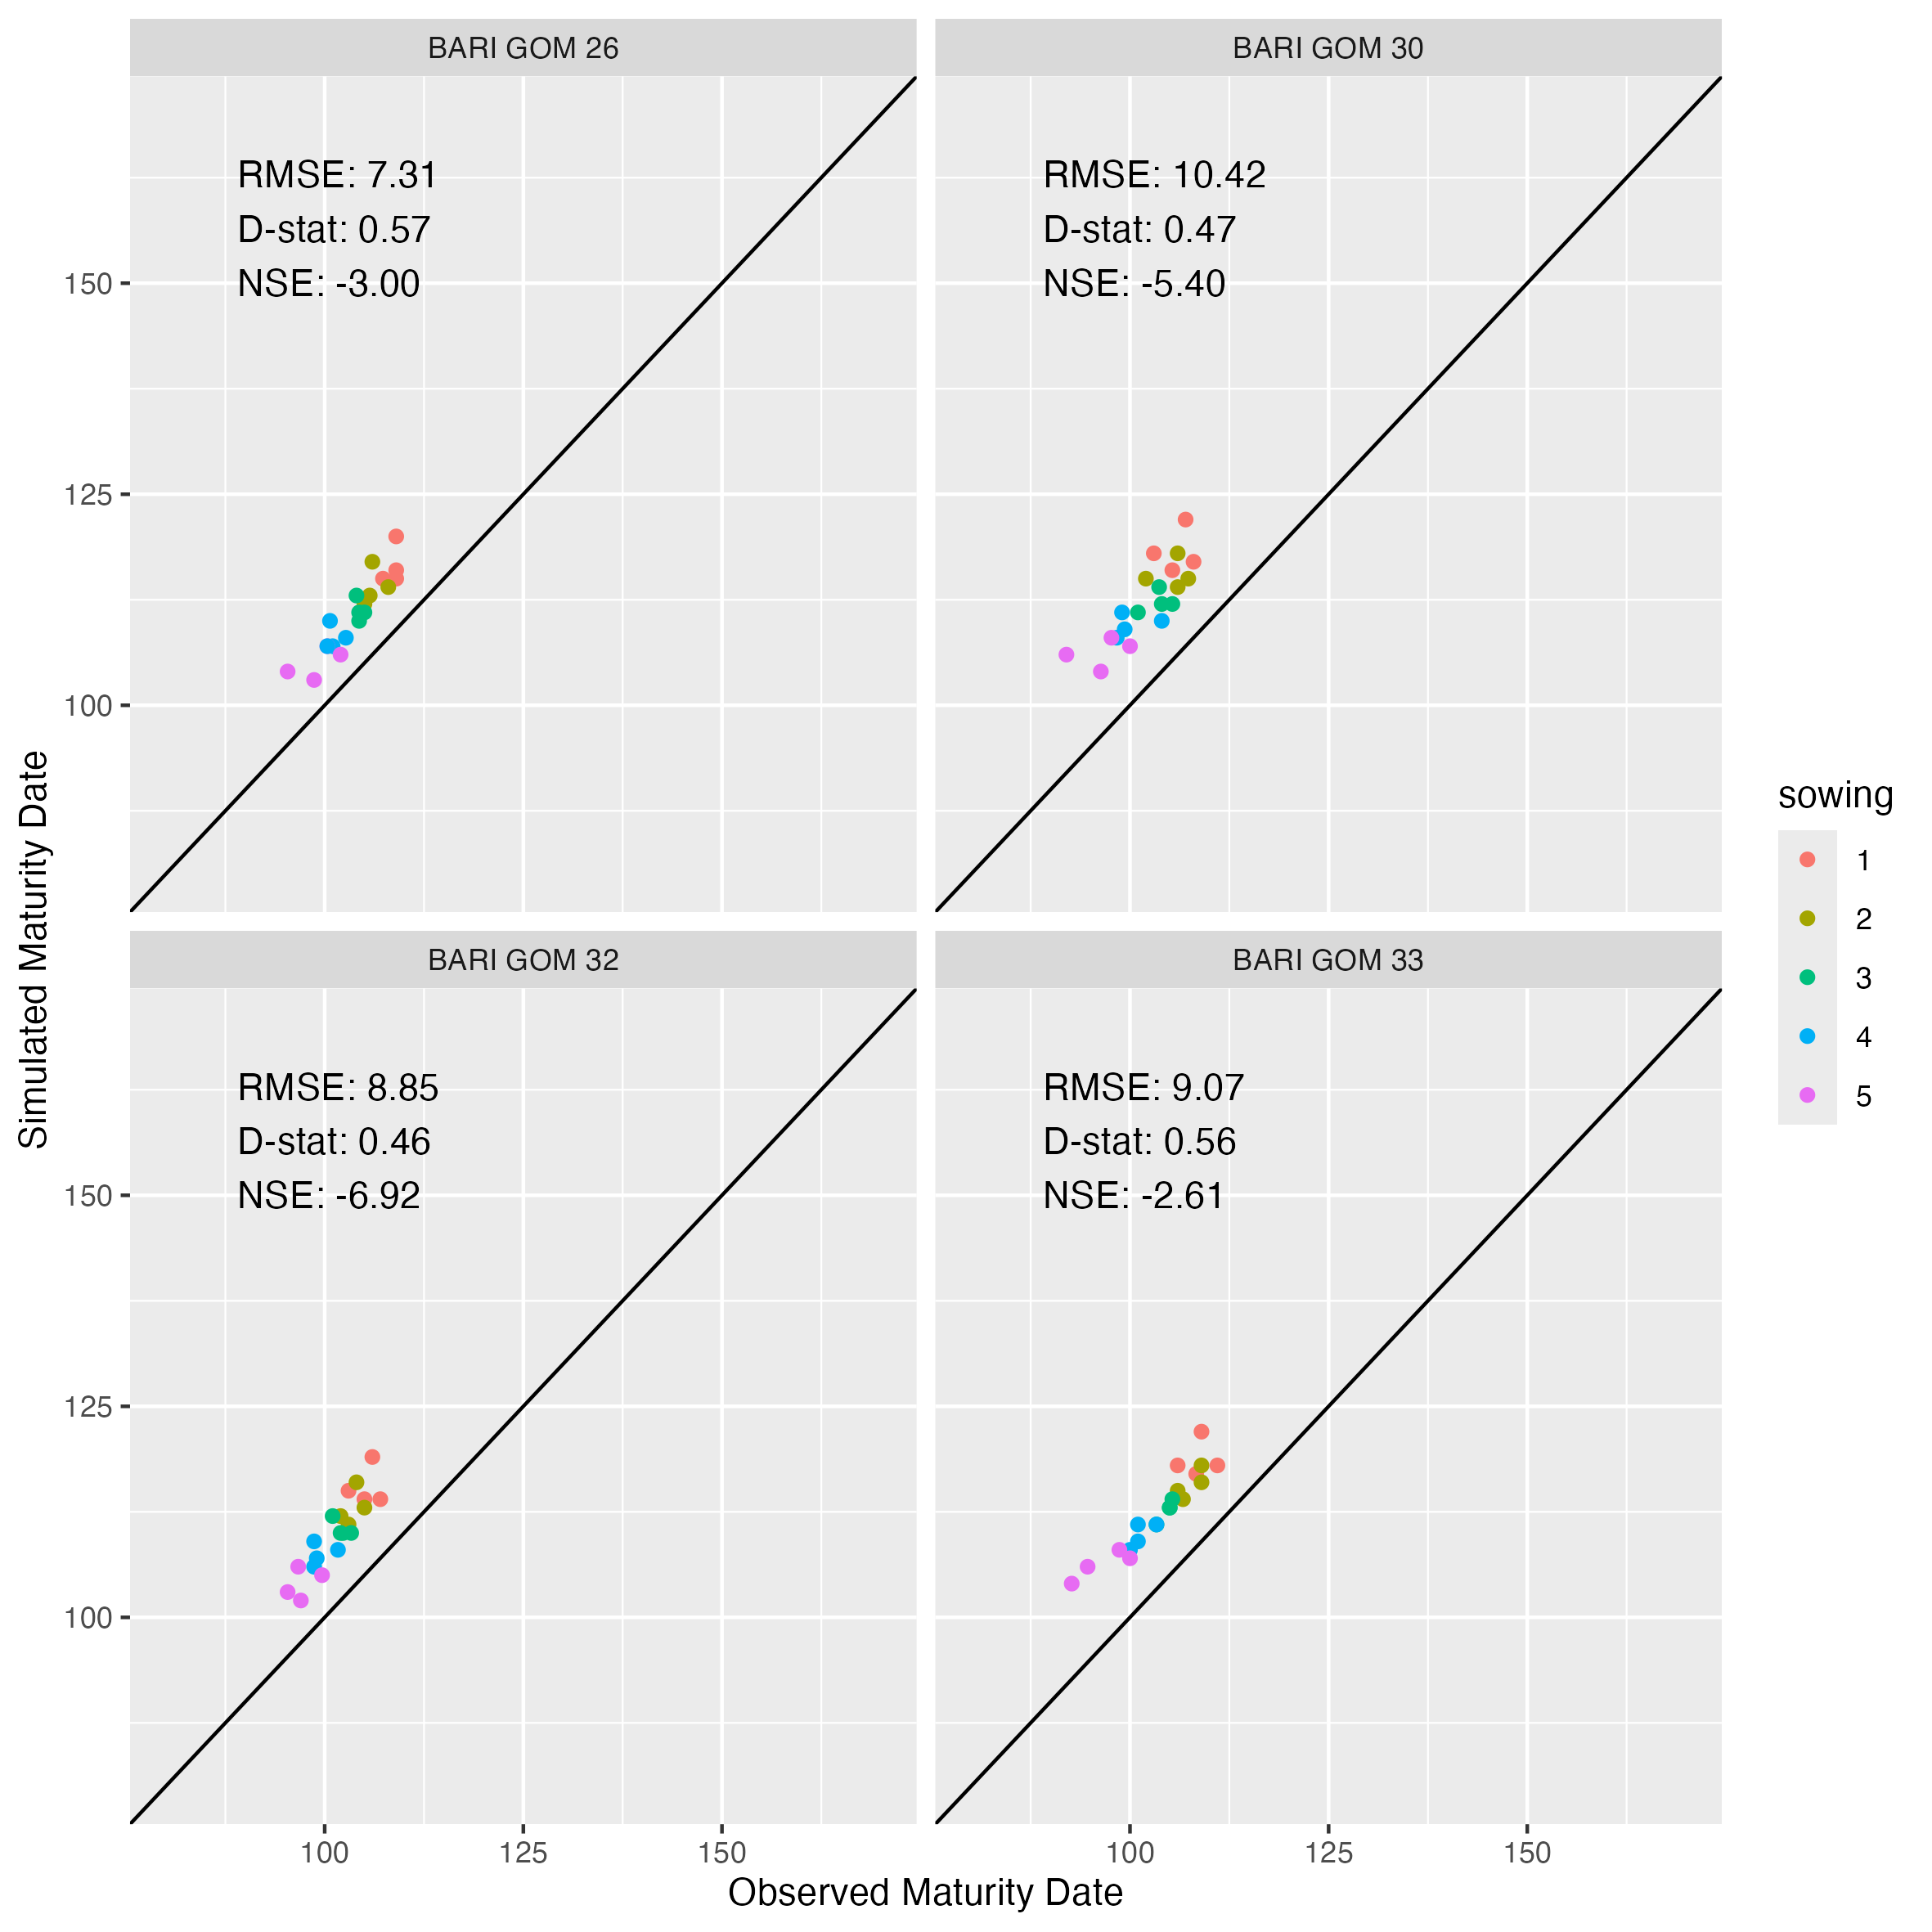 BARI GOM 26
BARI GOM 30
RMSE: 7.31
D-stat: 0.57
NSE: -3.00
RMSE: 10.42
D-stat: 0.47
NSE: -5.40
150
125
100
BARI GOM 32
BARI GOM 33
RMSE: 8.85
D-stat: 0.46
NSE: -6.92
RMSE: 9.07
D-stat: 0.56
NSE: -2.61
150
125
100
100 125 150
100 125 150
Observed Maturity Date
Simulated Maturity Date
sowing
1
2
3
4
5